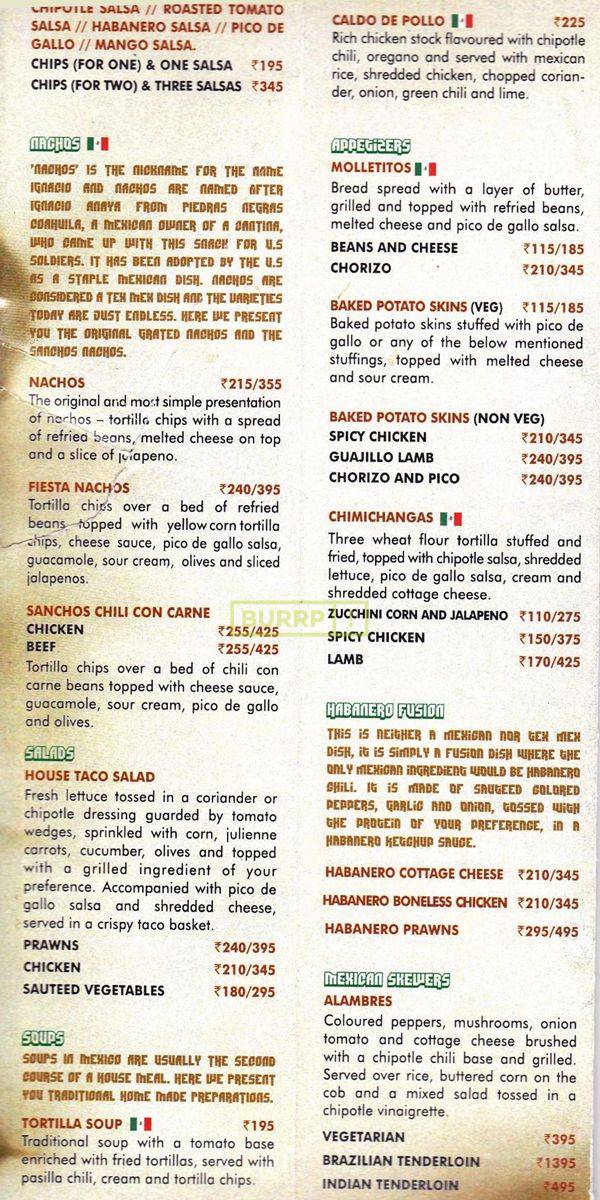 CHIPOTLE SALSA // ROASTED TOMATO
SALSA // HABANERO SALSA // PICO DE
GALLO // MANGO SALSA.
CHIPS (FOR ONE) & ONE SALSA ₹195
CHIPS (FOR TWO) & THREE SALSAS ₹345
NACHOS
'NACHOS' IS THE NICKNAME FOR THE NAME
IGNACIO AND NACHOS ARE NAMED AFTER
IGNACIO ANAYA FROM PIEDRAS NEGRAS
COAHUILA, A MEXICAN OWNER OF A CANTINA,
WHO CAME UP WITH THIS SNACK FOR U.S
SOLDIERS. IT HAS BEEN ADOPTED BY THE U.S
AS A STAPLE MEXICAN DISH. NACHOS ARE
CONSIDERED A TEX MEX DISH AND THE VARIETIES
TODAY ARE JUST ENDLESS. HERE WE PRESENT
YOU THE ORIGINAL GRATED NACHOS AND THE
SANCHOS NACHOS.
NACHOS ₹215/355
The original and most simple presentation
of nachos – tortilla chips with a spread
of refried beans, melted cheese on top
and a slice of jalapeno.
FIESTA NACHOS ₹240/395
Tortilla chips over a bed of refried
beans topped with yellow corn tortilla
chips, cheese sauce, pico de gallo salsa,
guacamole, sour cream, olives and sliced
jalapenos.
SANCHOS CHILI CON CARNE
CHICKEN ₹255/425
BEEF ₹255/425
Tortilla chips over a bed of chili con
carne beans topped with cheese sauce,
guacamole, sour cream, pico de gallo
and olives.
SALADS
HOUSE TACO SALAD
Fresh lettuce tossed in a coriander or
chipotle dressing guarded by tomato
wedges, sprinkled with corn, julienne
carrots, cucumber, olives and topped
with a grilled ingredient of your
preference. Accompanied with pico de
gallo salsa and shredded cheese,
served in a crispy taco basket.
PRAWNS ₹240/395
CHICKEN ₹210/345
SAUTEED VEGETABLES ₹180/295
SOUPS
SOUPS IN MEXICO ARE USUALLY THE SECOND
COURSE OF A HOUSE MEAL. HERE WE PRESENT
YOU TRADITIONAL HOME MADE PREPARATIONS.
TORTILLA SOUP ₹195
Traditional soup with a tomato base
enriched with fried tortillas, served with
pasilla chili, cream and tortilla chips.
CALDO DE POLLO ₹225
Rich chicken stock flavoured with chipotle
chili, oregano and served with mexican
rice, shredded chicken, chopped corian-
der, onion, green chili and lime.
APPETIZERS
MOLLETITOS
Bread spread with a layer of butter,
grilled and topped with refried beans,
melted cheese and pico de gallo salsa.
BEANS AND CHEESE ₹115/185
CHORIZO ₹210/345
BAKED POTATO SKINS (VEG) ₹115/185
Baked potato skins stuffed with pico de
gallo or any of the below mentioned
stuffings, topped with melted cheese
and sour cream.
BAKED POTATO SKINS (NON VEG)
SPICY CHICKEN ₹210/345
GUAJILLO LAMB ₹240/395
CHORIZO AND PICO ₹240/395
CHIMICHANGAS
Three wheat flour tortilla stuffed and
fried, topped with chipotle salsa, shredded
lettuce, pico de gallo salsa, cream and
shredded cottage cheese.
ZUCCHINI CORN AND JALAPENO ₹110/275
SPICY CHICKEN ₹150/375
LAMB ₹170/425
HABANERO FUSION
THIS IS NEITHER A MEXICAN NOR TEX MEX
DISH, IT IS SIMPLY A FUSION DISH WHERE THE
ONLY MEXICAN INGREDIENT WOULD BE HABANERO
CHILI. IT IS MADE OF SAUTEED COLORED
PEPPERS, GARLIC AND ONION, TOSSED WITH
THE PROTEIN OF YOUR PREFERENCE, IN A
HABANERO KETCHUP SAUCE.
HABANERO COTTAGE CHEESE ₹210/345
HABANERO BONELESS CHICKEN ₹210/345
HABANERO PRAWNS ₹295/495
MEXICAN SKEWERS
ALAMBRES
Coloured peppers, mushrooms, onion
tomato and cottage cheese brushed
with a chipotle chili base and grilled.
Served over rice, buttered corn on the
cob and a mixed salad tossed in a
chipotle vinaigrette.
VEGETARIAN ₹395
BRAZILIAN TENDERLOIN ₹1395
INDIAN TENDERLOIN ₹495